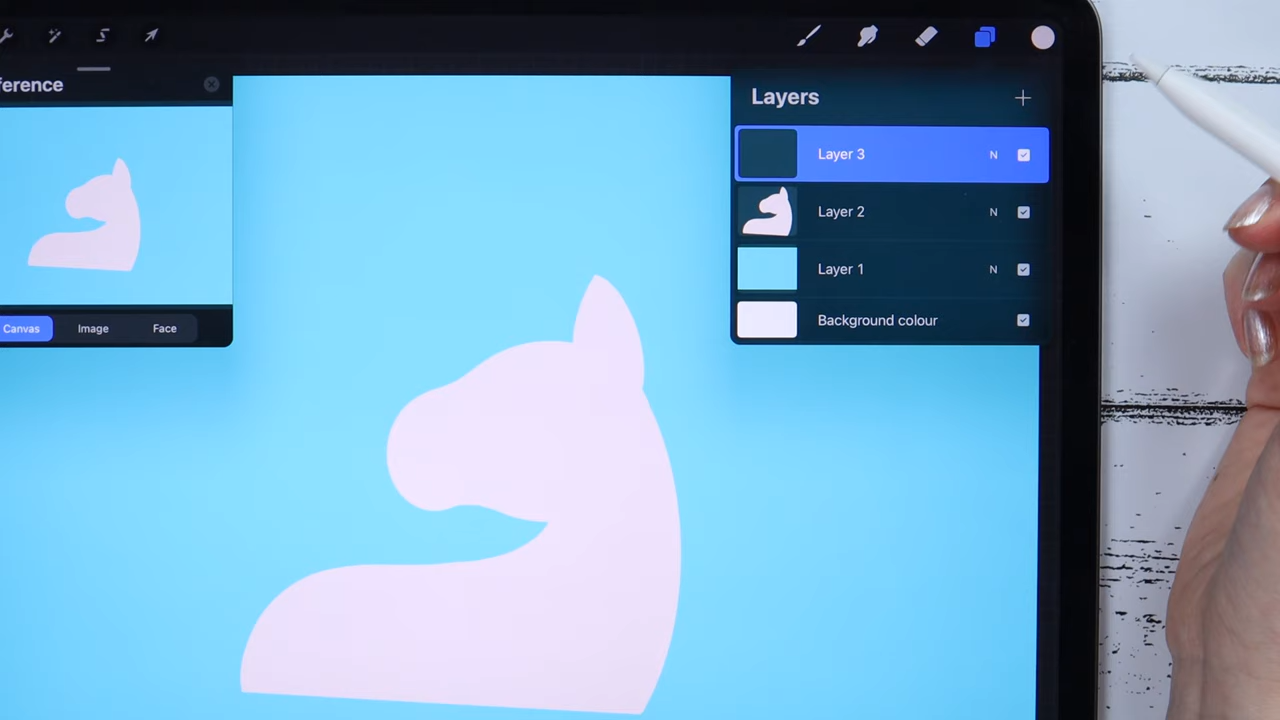 ference
Canvas
Image
Face
Layers
Layer 3
N
Layer 2
N
Layer 1
N
Background colour